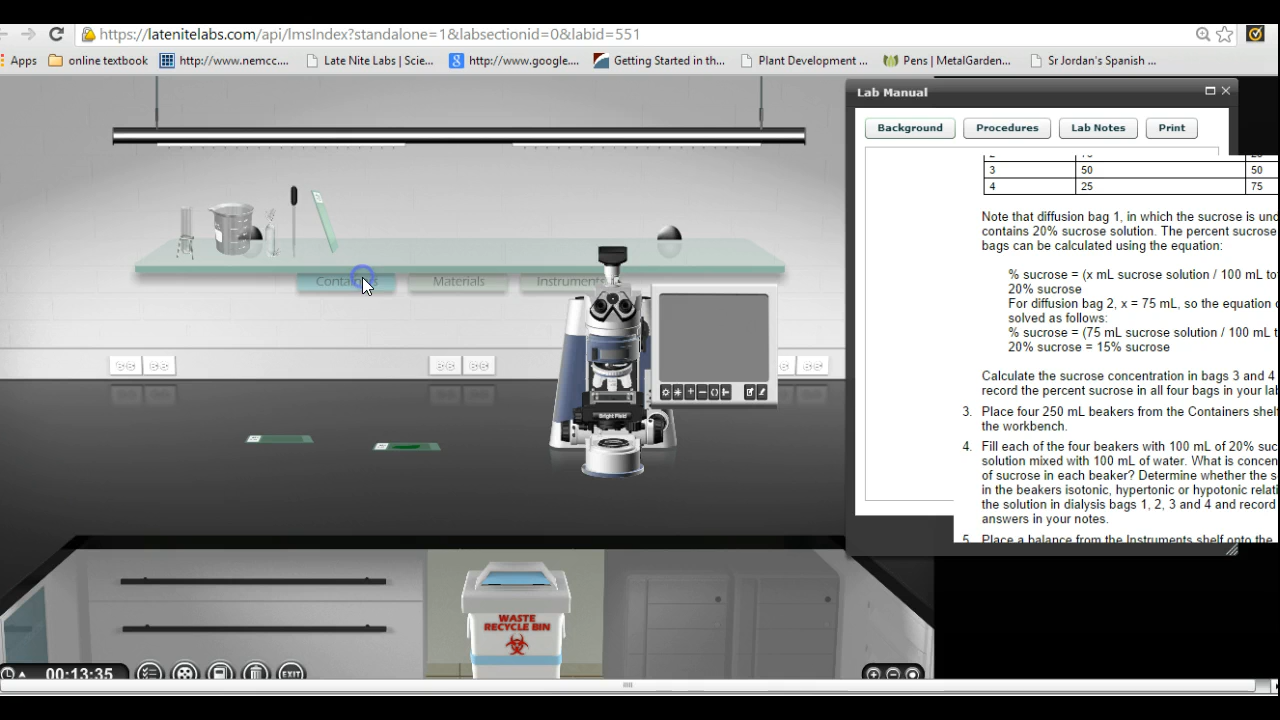 https://latenitelabs.com/api/lmsIndex?standalone=1&labsectionid=0&labid=551
Apps online textbook http://www.nemcc.... Late Nite Labs | Scie... http://www.google.... Getting Started in th... Plant Development ... Pens | MetalGarden... Sr Jordan's Spanish ...
Lab Manual
Background Procedures Lab Notes Print
3 50 50
4 25 75
Note that diffusion bag 1, in which the sucrose is und
contains 20% sucrose solution. The percent sucrose
bags can be calculated using the equation:
% sucrose = (x mL sucrose solution / 100 mL to
20% sucrose
For diffusion bag 2, x = 75 mL, so the equation c
solved as follows:
% sucrose = (75 mL sucrose solution / 100 mL t
20% sucrose = 15% sucrose
Calculate the sucrose concentration in bags 3 and 4
record the percent sucrose in all four bags in your lab
3. Place four 250 mL beakers from the Containers shelf
the workbench.
4. Fill each of the four beakers with 100 mL of 20% suc
solution mixed with 100 mL of water. What is concen
of sucrose in each beaker? Determine whether the s
in the beakers isotonic, hypertonic or hypotonic relati
the solution in dialysis bags 1, 2, 3 and 4 and record
answers in your notes.
5. Place a balance from the Instruments shelf onto the
Materials Instruments
Bright Field
WASTE
RECYCLE BIN
00:13:35
EXIT